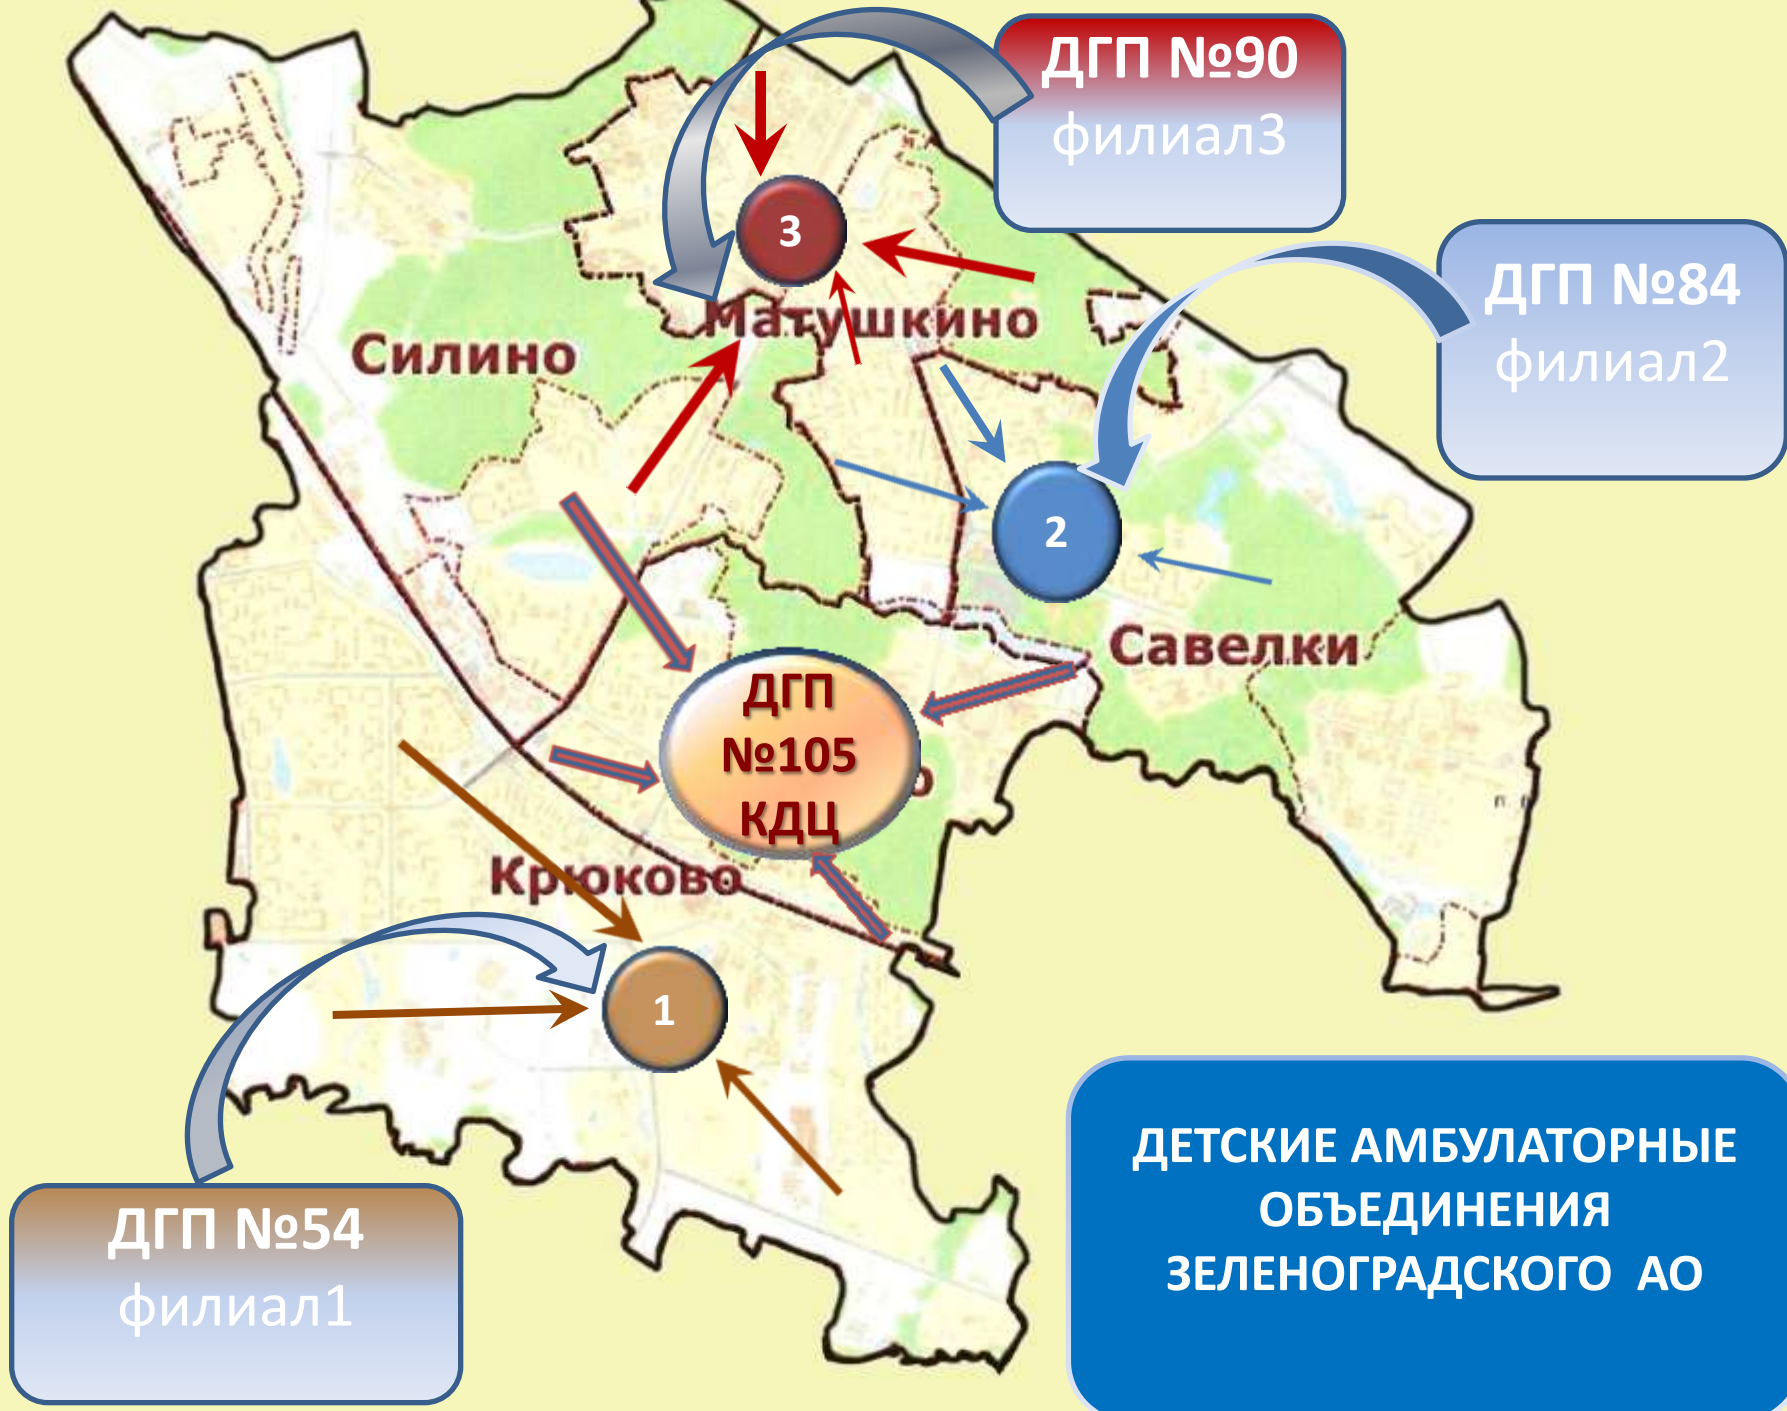 ДГП №90
филиал3
3
ДГП №84
филиал2
Матушкино
Силино
2
Савелки
ДГП
№105
КДЦ
Крюково
1
ДГП №54
филиал1
ДЕТСКИЕ АМБУЛАТОРНЫЕ
ОБЪЕДИНЕНИЯ
ЗЕЛЕНОГРАДСКОГО АО